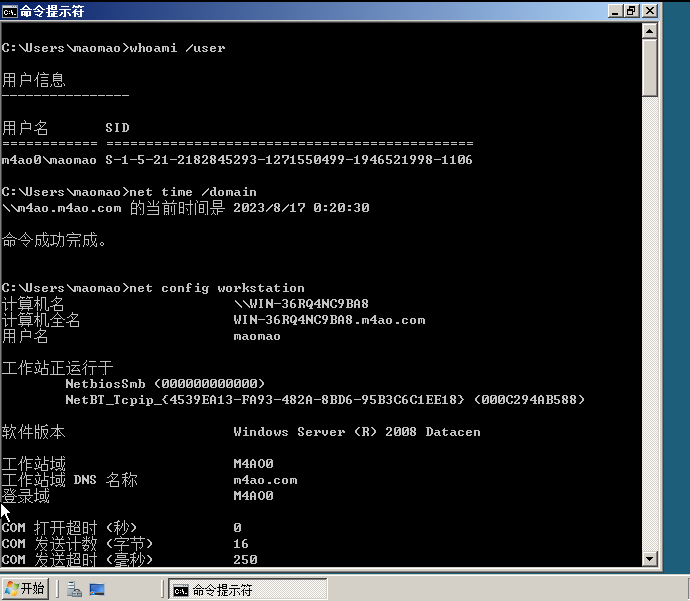 命令提示符
C:\Users\maomao>whoami /user
用户信息
----------------
用户名 SID
============ ==============================================
m4ao0\maomao S-1-5-21-2182845293-1271550499-1946521998-1106
C:\Users\maomao>net time /domain
\\m4ao.m4ao.com 的当前时间是 2023/8/17 0:20:30
命令成功完成。
C:\Users\maomao>net config workstation
计算机名 \\WIN-36RQ4NC9BA8
计算机全名 WIN-36RQ4NC9BA8.m4ao.com
用户名 maomao
工作站正运行于
NetbiosSmb (000000000000)
NetBT_Tcpip_{4539EA13-FA93-482A-8BD6-95B3C6C1EE18} (000C294AB588)
软件版本 Windows Server (R) 2008 Datacen
工作站域 M4AO0
工作站域 DNS 名称 m4ao.com
登录域 M4AO0
COM 打开超时 (秒) 0
COM 发送计数 (字节) 16
COM 发送超时 (毫秒) 250
开始
命令提示符